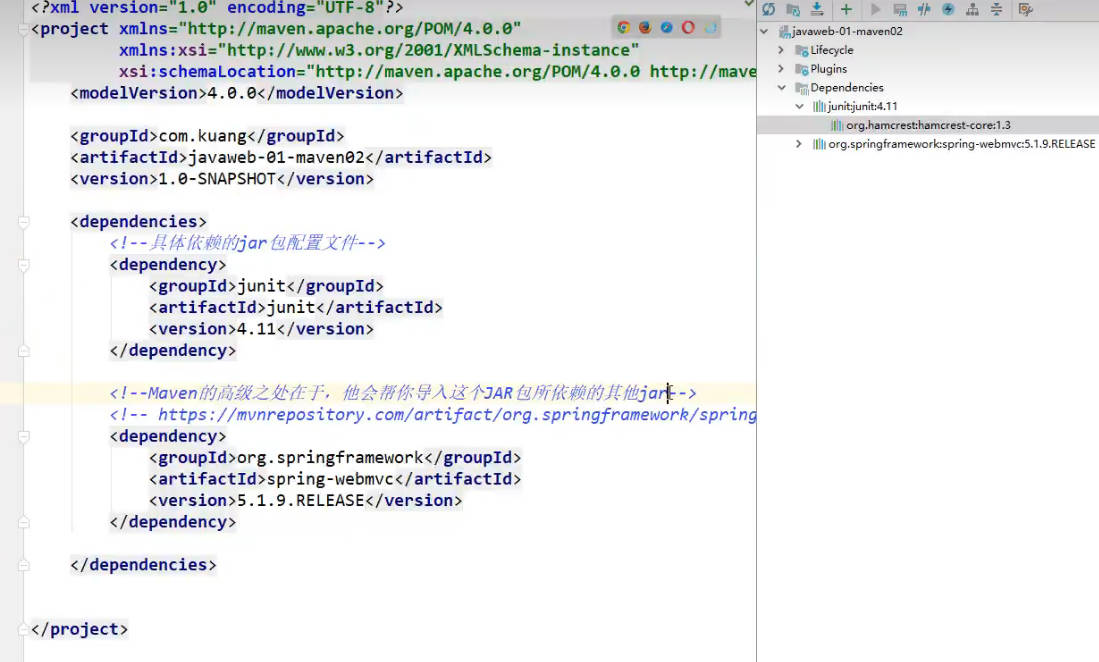 <?xml version="1.0" encoding="UTF-8"?>
<project xmlns="http://maven.apache.org/POM/4.0.0"
xmlns:xsi="http://www.w3.org/2001/XMLSchema-instance"
xsi:schemaLocation="http://maven.apache.org/POM/4.0.0 http://mave
<modelVersion>4.0.0</modelVersion>
<groupId>com.kuang</groupId>
<artifactId>javaweb-01-maven02</artifactId>
<version>1.0-SNAPSHOT</version>
<dependencies>
<!--具体依赖的jar包配置文件-->
<dependency>
<groupId>junit</groupId>
<artifactId>junit</artifactId>
<version>4.11</version>
</dependency>
<!--Maven的高级之处在于，他会帮你导入这个JAR包所依赖的其他jar-->
<!-- https://mvnrepository.com/artifact/org.springframework/spring
<dependency>
<groupId>org.springframework</groupId>
<artifactId>spring-webmvc</artifactId>
<version>5.1.9.RELEASE</version>
</dependency>
</dependencies>
</project>
javaweb-01-maven02
Lifecycle
Plugins
Dependencies
junit:junit:4.11
org.hamcrest:hamcrest-core:1.3
org.springframework:spring-webmvc:5.1.9.RELEASE